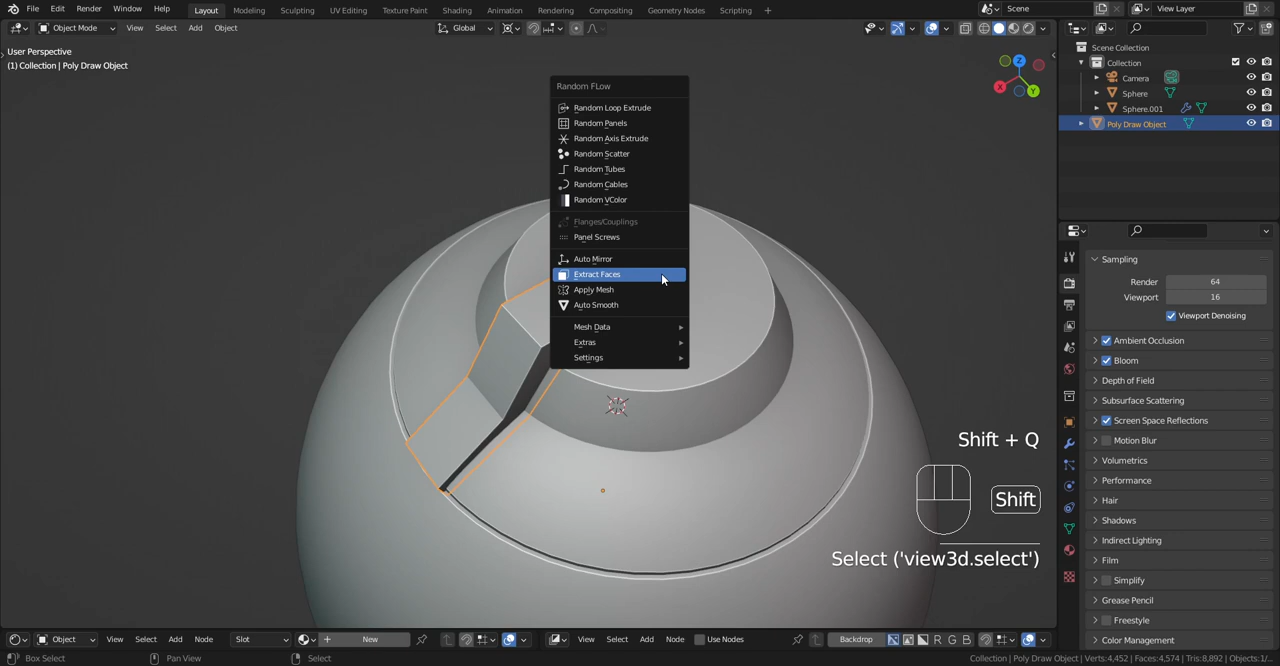 File Edit Render Window Help Layout Modeling Sculpting UV Editing Texture Paint Shading Animation Rendering Compositing Geometry Nodes Scripting + Scene View Layer
Object Mode View Select Add Object Global
User Perspective
(1) Collection | Poly Draw Object
Scene Collection
Collection
Camera
Sphere
Sphere.001
Poly Draw Object
X
Y
Z
Random FLow
Random Loop Extrude
Random Panels
Random Axis Extrude
Random Scatter
Random Tubes
Random Cables
Random VColor
Flanges/Couplings
Panel Screws
Auto Mirror
Extract Faces
Apply Mesh
Auto Smooth
Mesh Data
Extras
Settings
Shift + Q
Shift
Select ('view3d.select')
Sampling
Render 64
Viewport 16
Viewport Denoising
Ambient Occlusion
Bloom
Depth of Field
Subsurface Scattering
Screen Space Reflections
Motion Blur
Volumetrics
Performance
Hair
Shadows
Indirect Lighting
Film
Simplify
Grease Pencil
Freestyle
Color Management
Object View Select Add Node Slot + New View Select Add Node Use Nodes Backdrop R G B
Box Select Pan View Select Collection | Poly Draw Object | Verts:4,452 | Faces:4,574 | Tris:8,892 | Objects:1/...